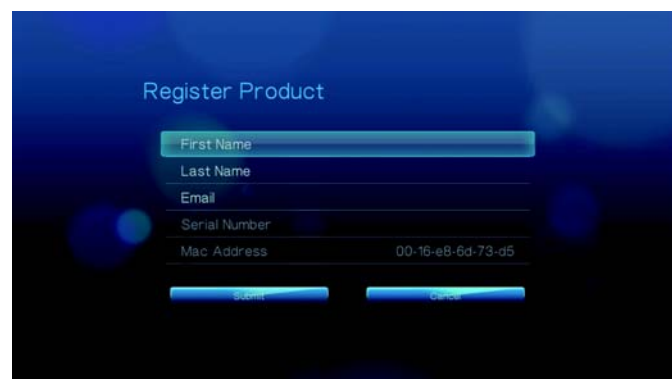 Register Product
First Name
Last Name
Email
Serial Number
Mac Address 00-16-e8-6d-73-d5
Submit Cancel